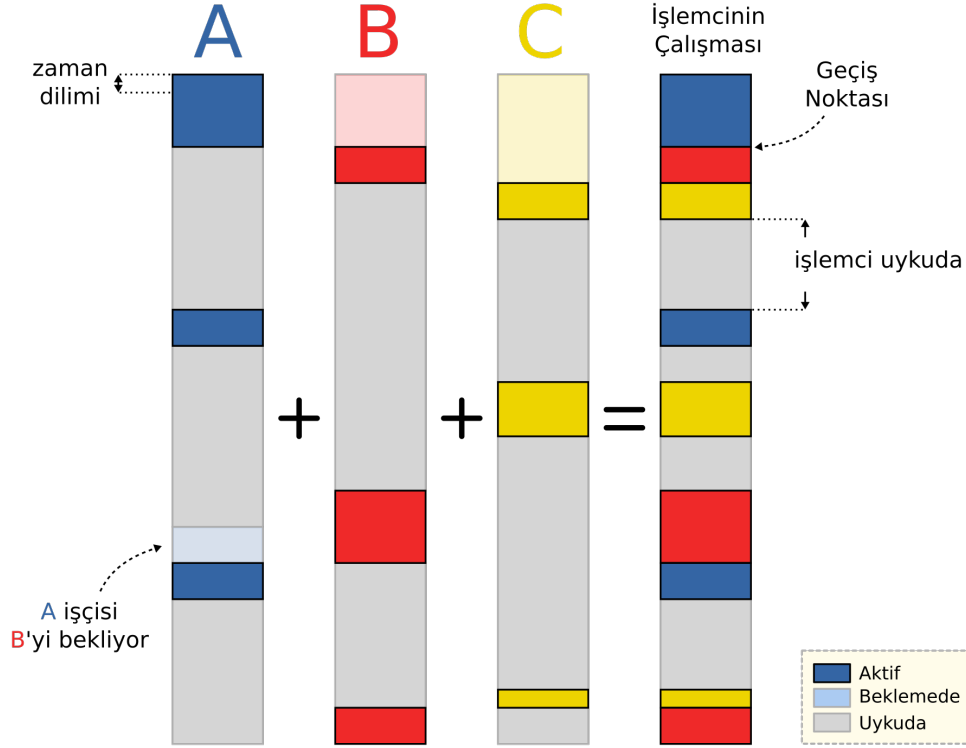 A
B
C
İşlemcinin
Çalışması
zaman
dilimi
Geçiş
Noktası
işlemci uykuda
+
+
=
A işçisi
B'yi bekliyor
Aktif
Beklemede
Uykuda